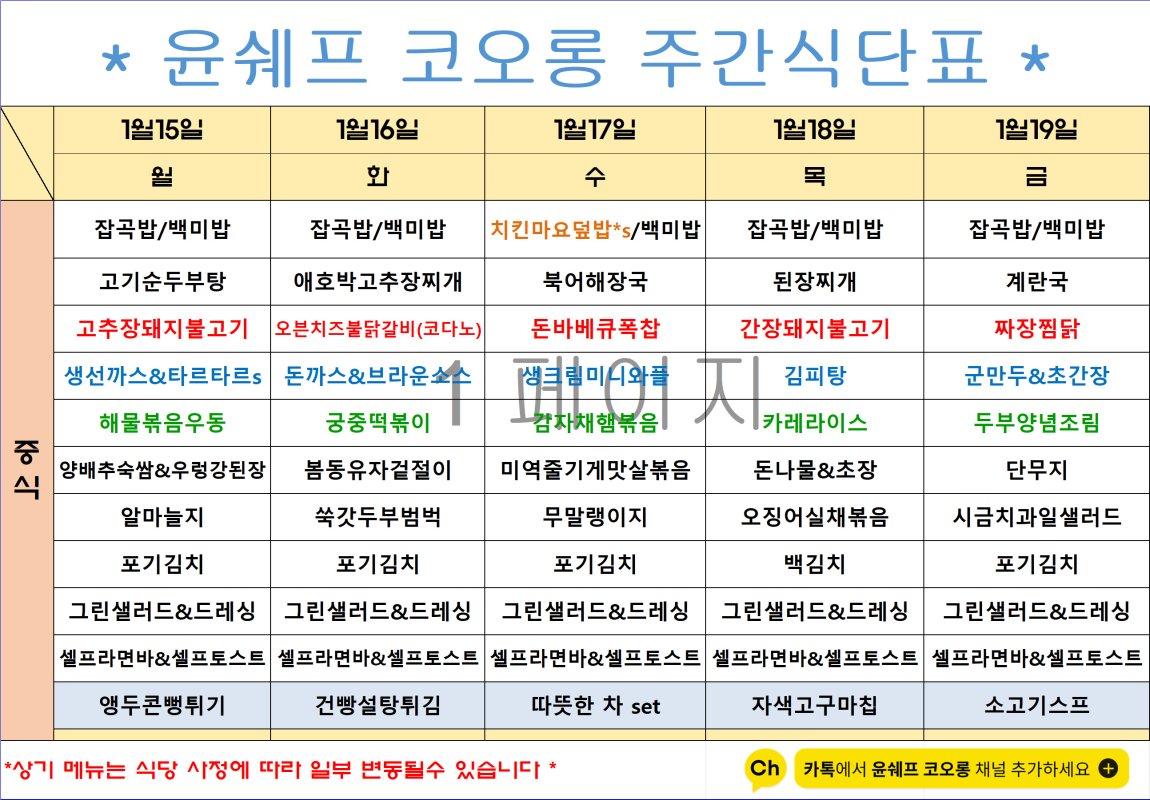 * 윤쉐프 코오롱 주간식단표 *
1월15일 1월16일 1월17일 1월18일 1월19일
월 화 수 목 금
중식
잡곡밥/백미밥 잡곡밥/백미밥 치킨마요덮밥*s/백미밥 잡곡밥/백미밥 잡곡밥/백미밥
고기순두부탕 애호박고추장찌개 북어해장국 된장찌개 계란국
고추장돼지불고기 오븐치즈불닭갈비(코다노) 돈바베큐폭찹 간장돼지불고기 짜장찜닭
생선까스&타르타르s 돈까스&브라운소스 생크림미니와플 김피탕 군만두&초간장
1 페이지
해물볶음우동 궁중떡볶이 감자채햄볶음 카레라이스 두부양념조림
양배추숙쌈&우렁강된장 봄동유자겉절이 미역줄기게맛살볶음 돈나물&초장 단무지
알마늘지 쑥갓두부범벅 무말랭이지 오징어실채볶음 시금치과일샐러드
포기김치 포기김치 포기김치 백김치 포기김치
그린샐러드&드레싱 그린샐러드&드레싱 그린샐러드&드레싱 그린샐러드&드레싱 그린샐러드&드레싱
셀프라면바&셀프토스트 셀프라면바&셀프토스트 셀프라면바&셀프토스트 셀프라면바&셀프토스트 셀프라면바&셀프토스트
앵두콘뻥튀기 건빵설탕튀김 따뜻한 차 set 자색고구마칩 소고기스프
*상기 메뉴는 식당 사정에 따라 일부 변동될수 있습니다 *
Ch 카톡에서 윤쉐프 코오롱 채널 추가하세요